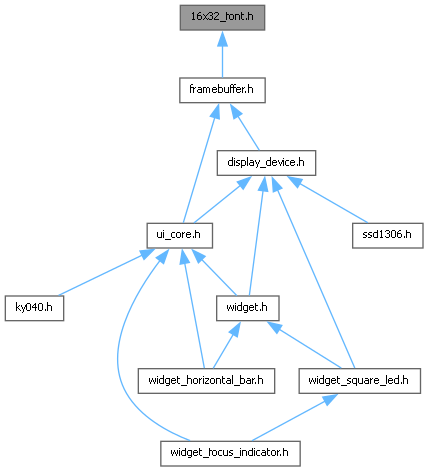 16x32_font.h
framebuffer.h
display_device.h
ui_core.h
ssd1306.h
ky040.h
widget.h
widget_horizontal_bar.h
widget_square_led.h
widget_focus_indicator.h